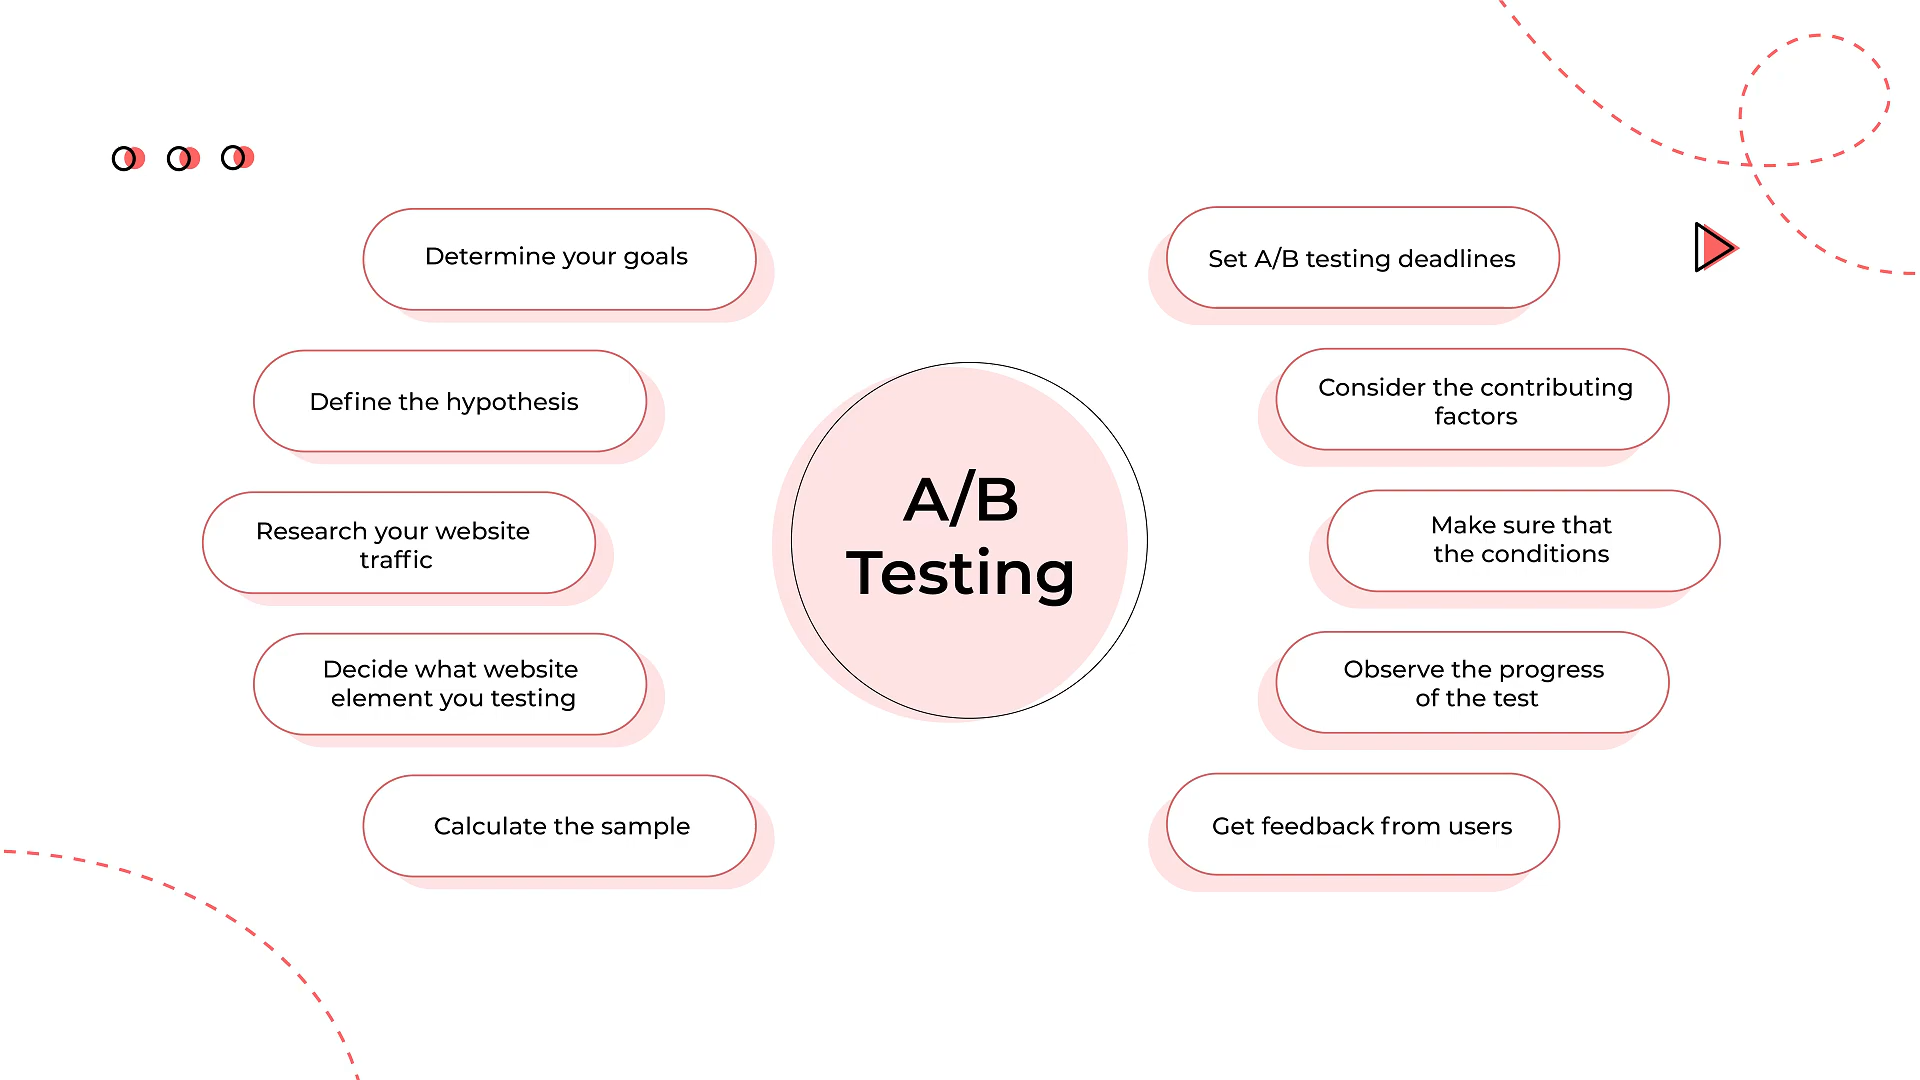 Determine your goals
Define the hypothesis
Research your website
traffic
Decide what website
element you testing
Calculate the sample
A/B
Testing
Set A/B testing deadlines
Consider the contributing
factors
Make sure that
the conditions
Observe the progress
of the test
Get feedback from users